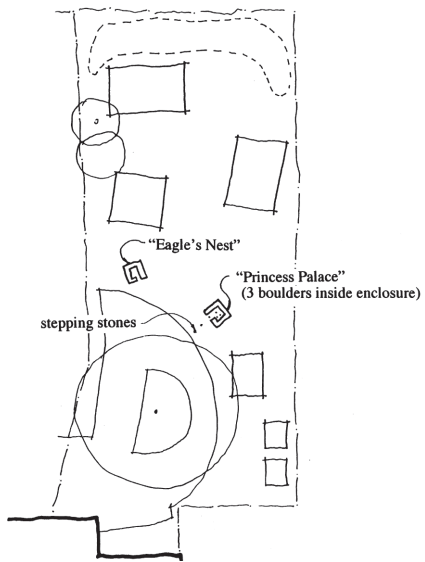 “Eagle’s Nest”
“Princess Palace”
(3 boulders inside enclosure)
stepping stones